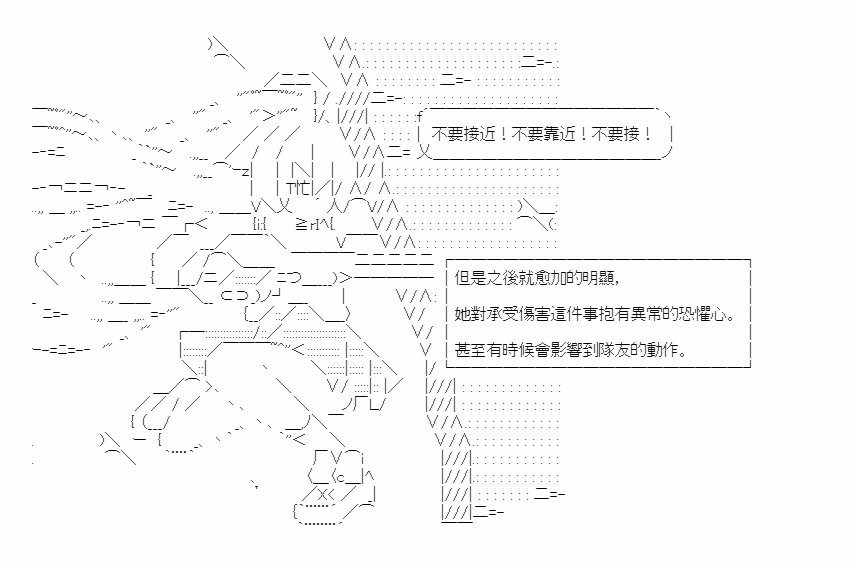 不要接近！不要靠近！不要接！
但是之後就愈加的明顯，
她對承受傷害這件事抱有異常的恐懼心。
甚至有時候會影響到隊友的動作。